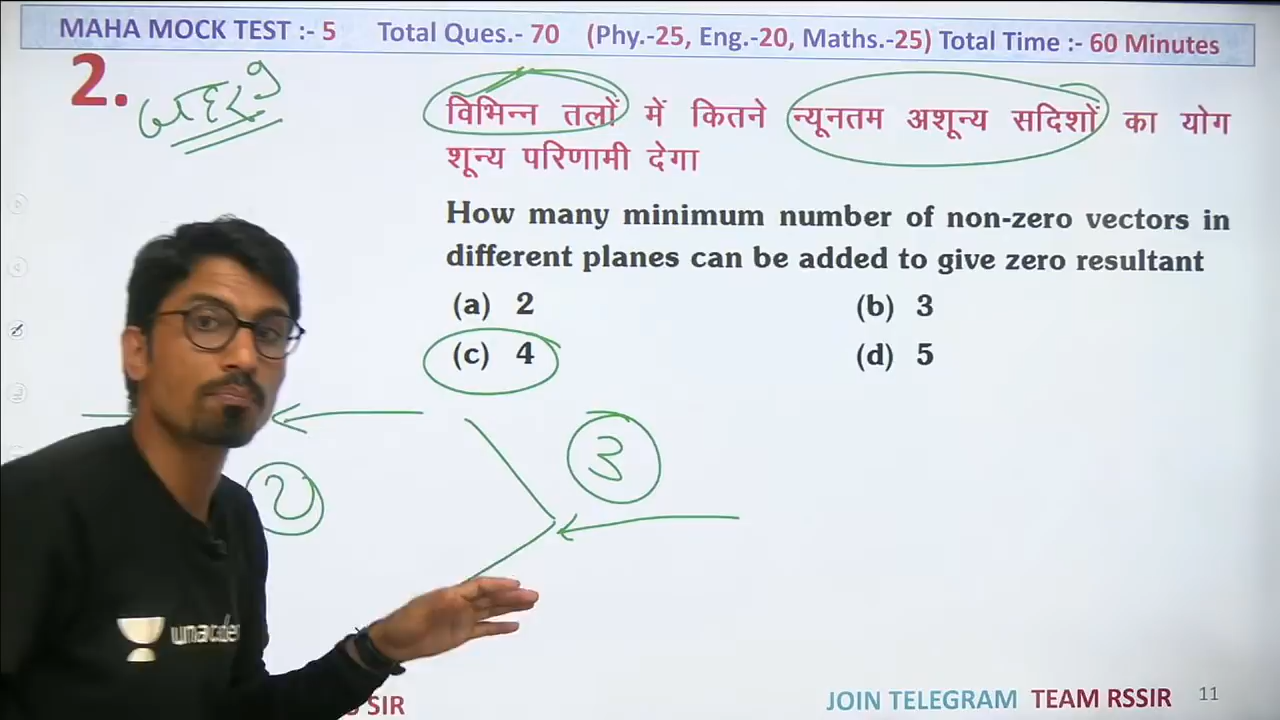 MAHA MOCK TEST :- 5 Total Ques.- 70 (Phy.-25, Eng.-20, Maths.-25) Total Time :- 60 Minutes
2.
विभिन्न तलों में कितने न्यूनतम अशून्य सदिशों का योग
शून्य परिणामी देगा
How many minimum number of non-zero vectors in
different planes can be added to give zero resultant
(a) 2 (b) 3
(c) 4 (d) 5
3
2
SIR
JOIN TELEGRAM TEAM RSSIR 11